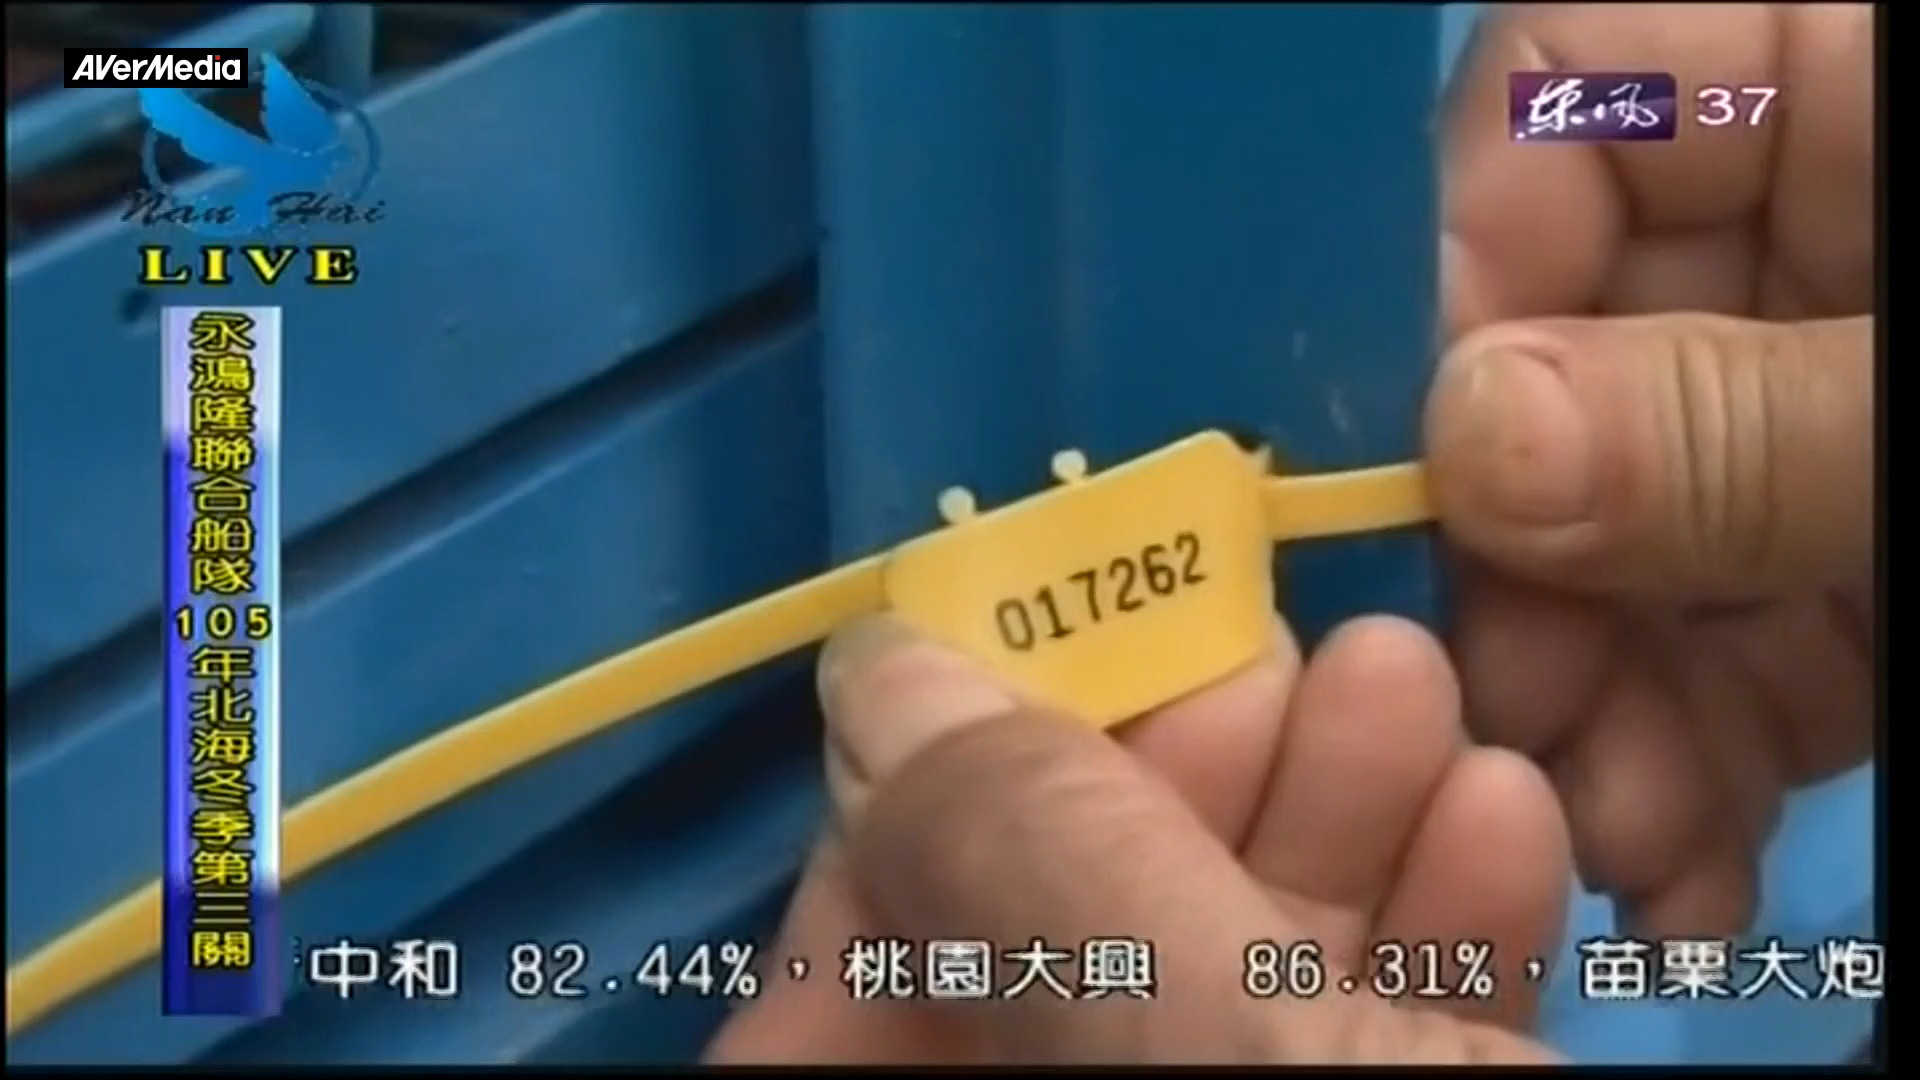 AVerMedia
东风 37
Nan Hai
LIVE
永鴻隆聯合船隊105年北海冬季第三關
017262
中和 82.44%，桃園大興 86.31%，苗栗大炮